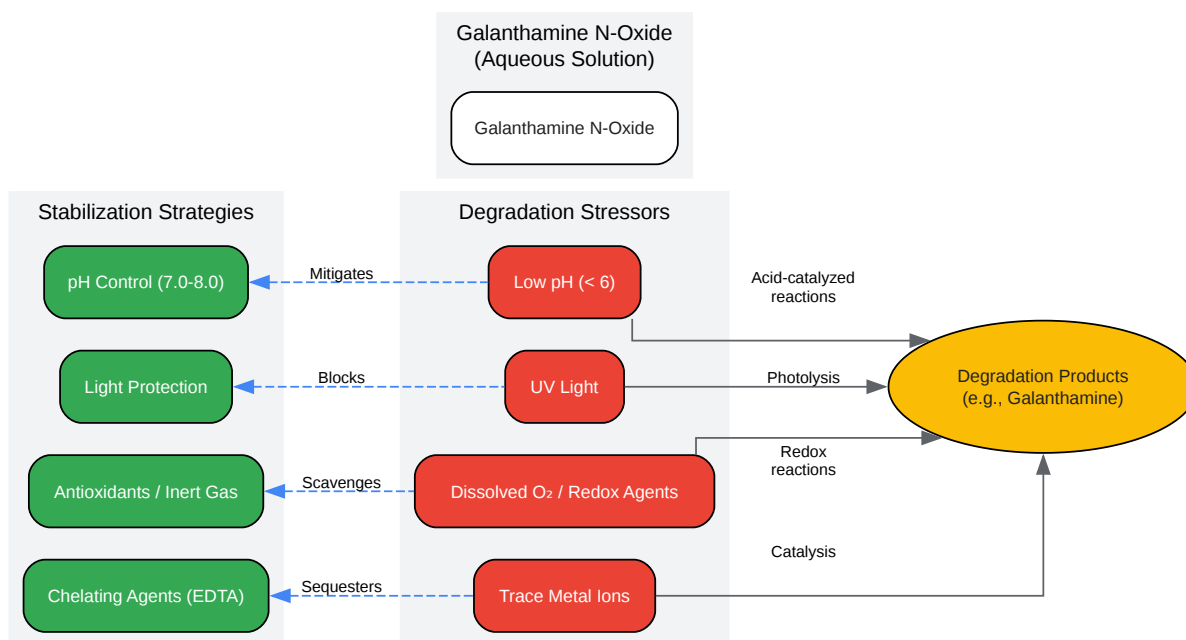 Galanthamine N-Oxide
(Aqueous Solution)
Galanthamine N-Oxide
Stabilization Strategies
Degradation Stressors
pH Control (7.0-8.0)
Mitigates
Low pH (< 6)
Acid-catalyzed
reactions
Light Protection
Blocks
UV Light
Photolysis
Degradation Products
(e.g., Galanthamine)
Antioxidants / Inert Gas
Scavenges
Dissolved O₂ / Redox Agents
Redox
reactions
Chelating Agents (EDTA)
Sequesters
Trace Metal Ions
Catalysis